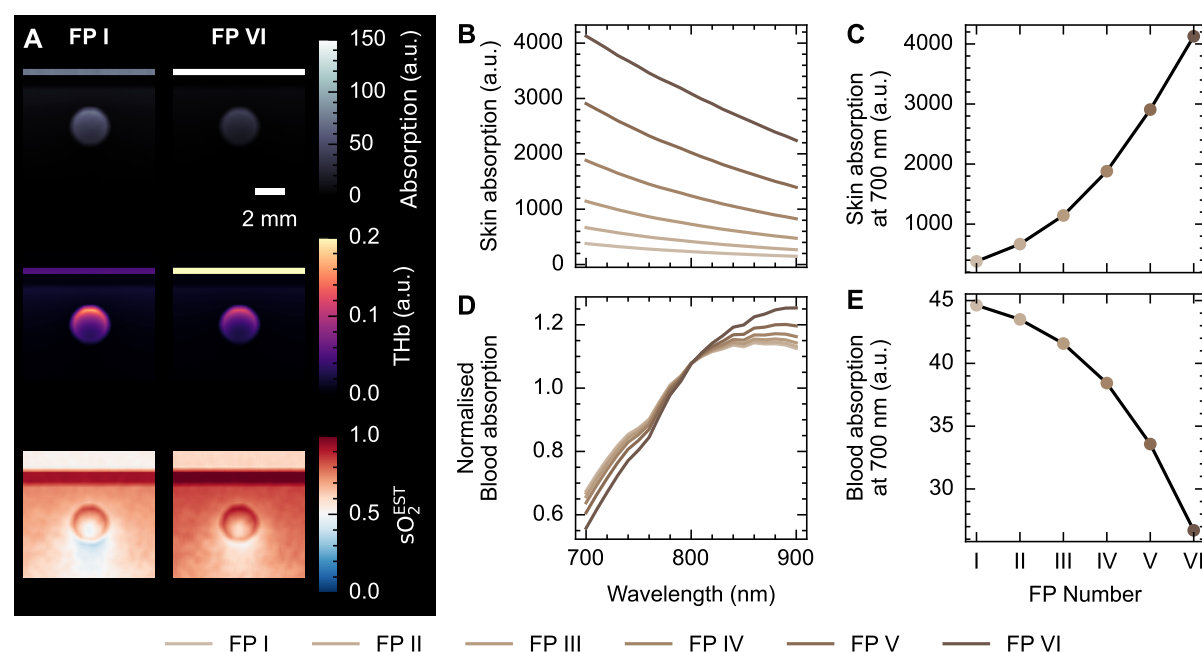 A
FP I
FP VI
150
100
50
0
Absorption (a.u.)
2 mm
0.2
0.1
0.0
THb (a.u.)
1.0
0.5
0.0
sO₂ᴱˢᵀ
B
4000
3000
2000
1000
0
Skin absorption (a.u.)
C
4000
3000
2000
1000
Skin absorption
at 700 nm (a.u.)
D
1.2
1.0
0.8
0.6
Normalised
Blood absorption
700
800
900
Wavelength (nm)
E
45
40
35
30
Blood absorption
at 700 nm (a.u.)
I
II
III
IV
V
VI
FP Number
FP I
FP II
FP III
FP IV
FP V
FP VI